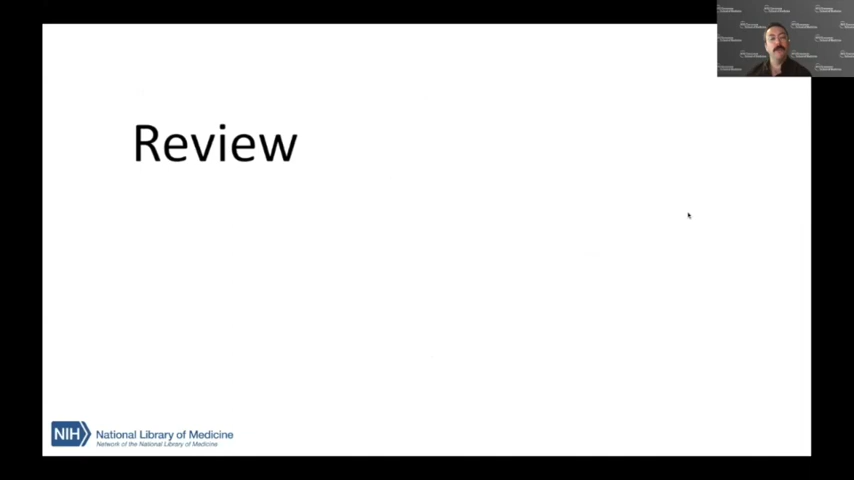 Review
NIH
National Library of Medicine
Network of the National Library of Medicine